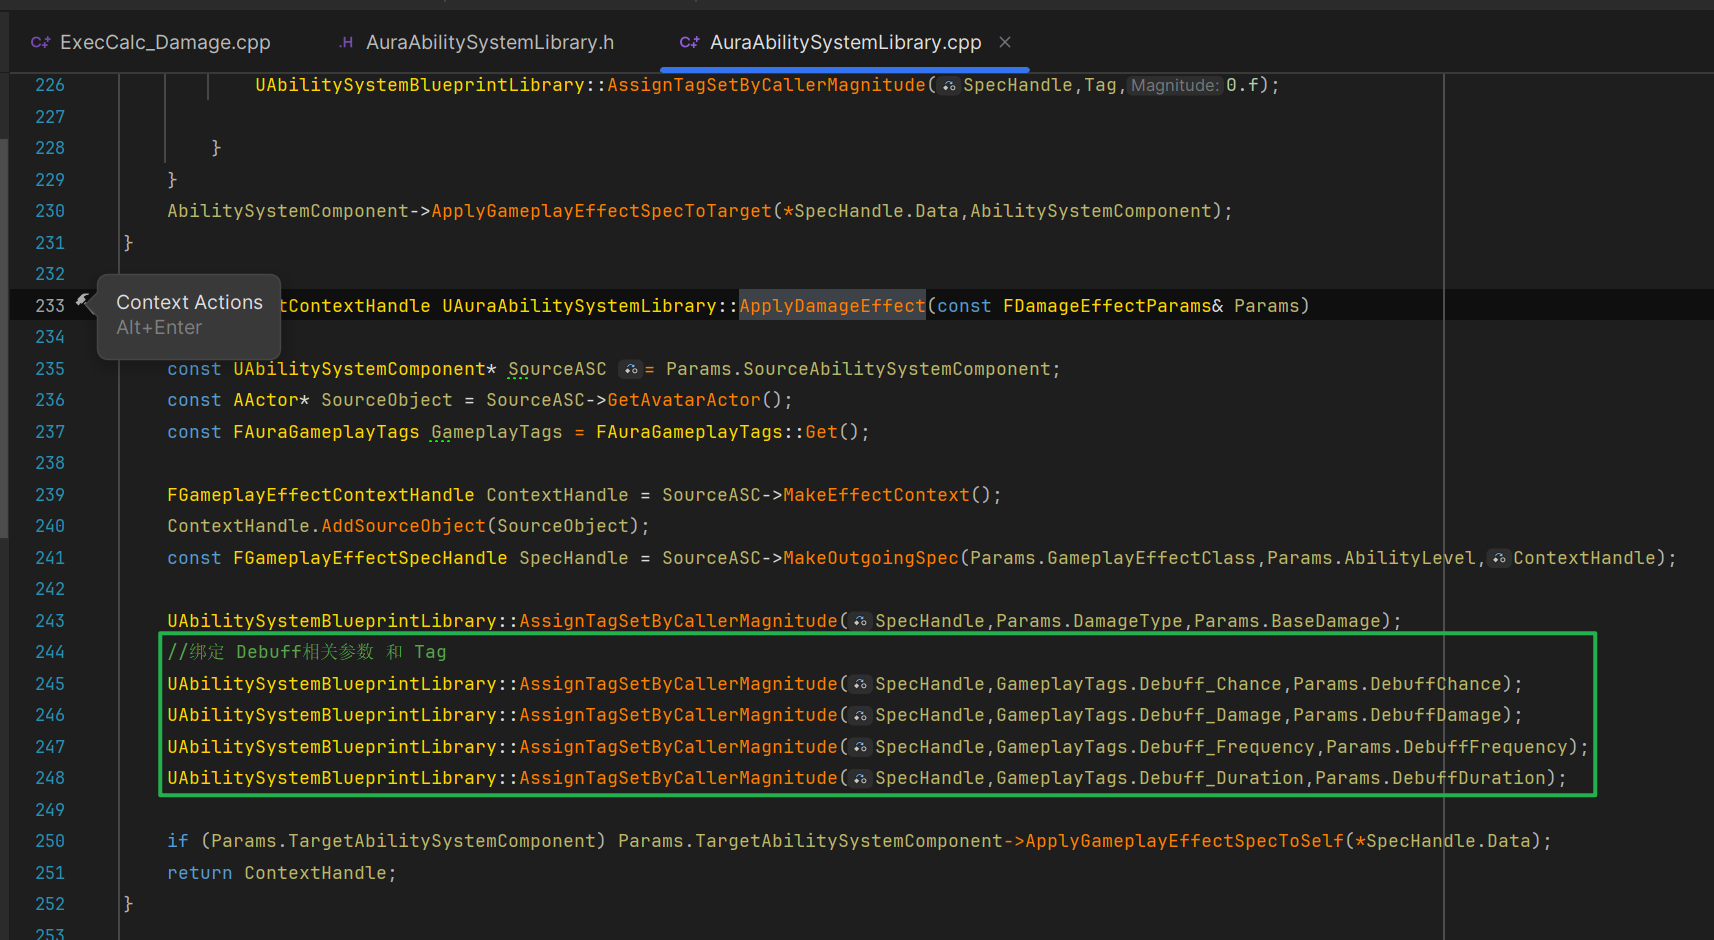 C++ ExecCalc_Damage.cpp .H AuraAbilitySystemLibrary.h C++ AuraAbilitySystemLibrary.cpp ×
226 UAbilitySystemBlueprintLibrary::AssignTagSetByCallerMagnitude(SpecHandle,Tag,Magnitude:0.f);
227
228 }
229 }
230 AbilitySystemComponent->ApplyGameplayEffectSpecToTarget(*SpecHandle.Data,AbilitySystemComponent);
231 }
232
Context Actions
Alt+Enter
233 tContextHandle UAuraAbilitySystemLibrary::ApplyDamageEffect(const FDamageEffectParams& Params)
234
235 const UAbilitySystemComponent* SourceASC = Params.SourceAbilitySystemComponent;
236 const AActor* SourceObject = SourceASC->GetAvatarActor();
237 const FAuraGameplayTags GameplayTags = FAuraGameplayTags::Get();
238
239 FGameplayEffectContextHandle ContextHandle = SourceASC->MakeEffectContext();
240 ContextHandle.AddSourceObject(SourceObject);
241 const FGameplayEffectSpecHandle SpecHandle = SourceASC->MakeOutgoingSpec(Params.GameplayEffectClass,Params.AbilityLevel,ContextHandle);
242
243 UAbilitySystemBlueprintLibrary::AssignTagSetByCallerMagnitude(SpecHandle,Params.DamageType,Params.BaseDamage);
244 //绑定 Debuff相关参数 和 Tag
245 UAbilitySystemBlueprintLibrary::AssignTagSetByCallerMagnitude(SpecHandle,GameplayTags.Debuff_Chance,Params.DebuffChance);
246 UAbilitySystemBlueprintLibrary::AssignTagSetByCallerMagnitude(SpecHandle,GameplayTags.Debuff_Damage,Params.DebuffDamage);
247 UAbilitySystemBlueprintLibrary::AssignTagSetByCallerMagnitude(SpecHandle,GameplayTags.Debuff_Frequency,Params.DebuffFrequency);
248 UAbilitySystemBlueprintLibrary::AssignTagSetByCallerMagnitude(SpecHandle,GameplayTags.Debuff_Duration,Params.DebuffDuration);
249
250 if (Params.TargetAbilitySystemComponent) Params.TargetAbilitySystemComponent->ApplyGameplayEffectSpecToSelf(*SpecHandle.Data);
251 return ContextHandle;
252 }
253